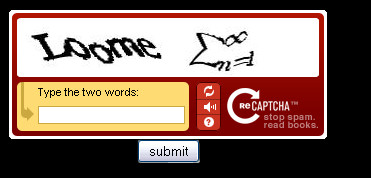 Loome ∑∞n=1
Type the two words:
reCAPTCHA™
stop spam.
read books.
submit